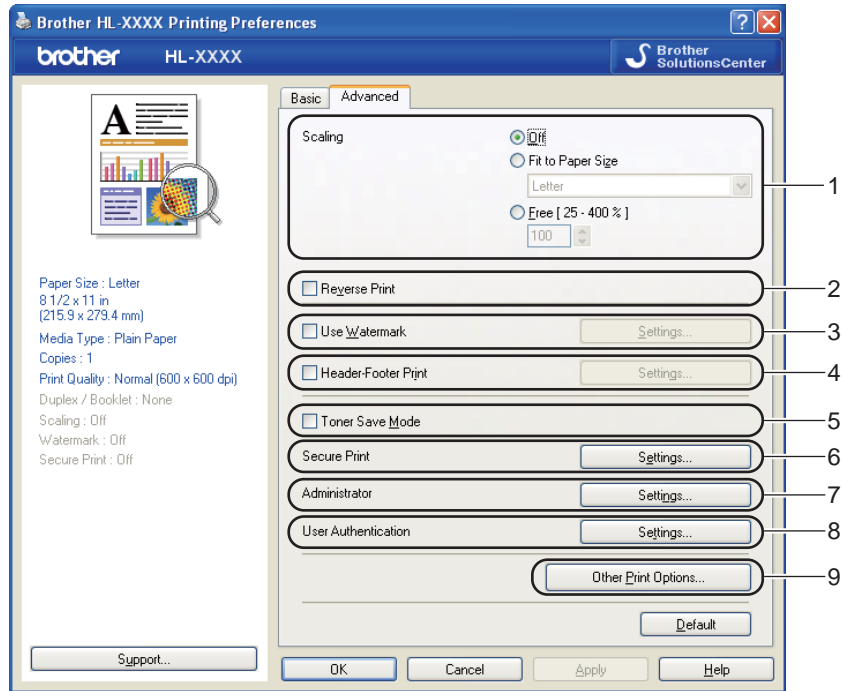 Brother HL-XXXX Printing Preferences
brother HL-XXXX
Brother
SolutionsCenter
Basic Advanced
A
Scaling
Off
Fit to Paper Size
Letter
Free [ 25 - 400 % ]
100
1
Reverse Print
2
Use Watermark Settings...
3
Header-Footer Print Settings...
4
Toner Save Mode
5
Secure Print Settings...
6
Administrator Settings...
7
User Authentication Settings...
8
Other Print Options...
9
Default
Paper Size : Letter
8 1/2 x 11 in
(215.9 x 279.4 mm)
Media Type : Plain Paper
Copies : 1
Print Quality : Normal (600 x 600 dpi)
Duplex / Booklet : None
Scaling : Off
Watermark : Off
Secure Print : Off
Support...
OK Cancel Apply Help